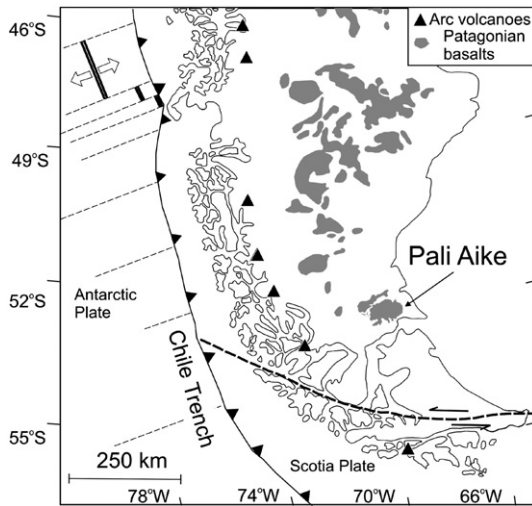 46°S
49°S
52°S
55°S
Arc volcanoes
Patagonian
basalts
Pali Aike
Antarctic
Plate
Chile Trench
Scotia Plate
250 km
78°W
74°W
70°W
66°W